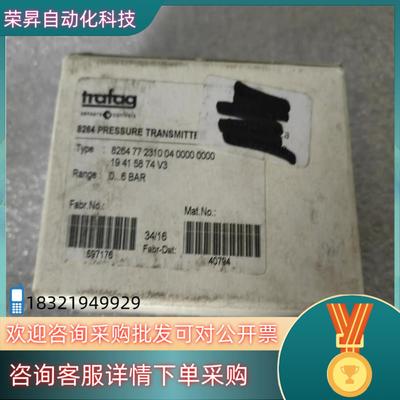 荣昇自动化科技
trafag
sensors controls
8264 PRESSURE TRANSMITTE
a
Type : 8264 77 2310 04 0000 0000
19 41 58 74 V3
Range : 0...6 BAR
Fabr.No.: Mat.No.:
34/16
597176 Fabr-Dat: 40794
18321949929
欢迎咨询采购批发可对公开票
咨询客服详情下单采购